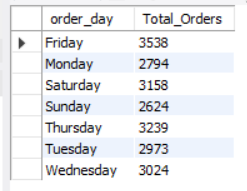 order_day Total_Orders
Friday 3538
Monday 2794
Saturday 3158
Sunday 2624
Thursday 3239
Tuesday 2973
Wednesday 3024